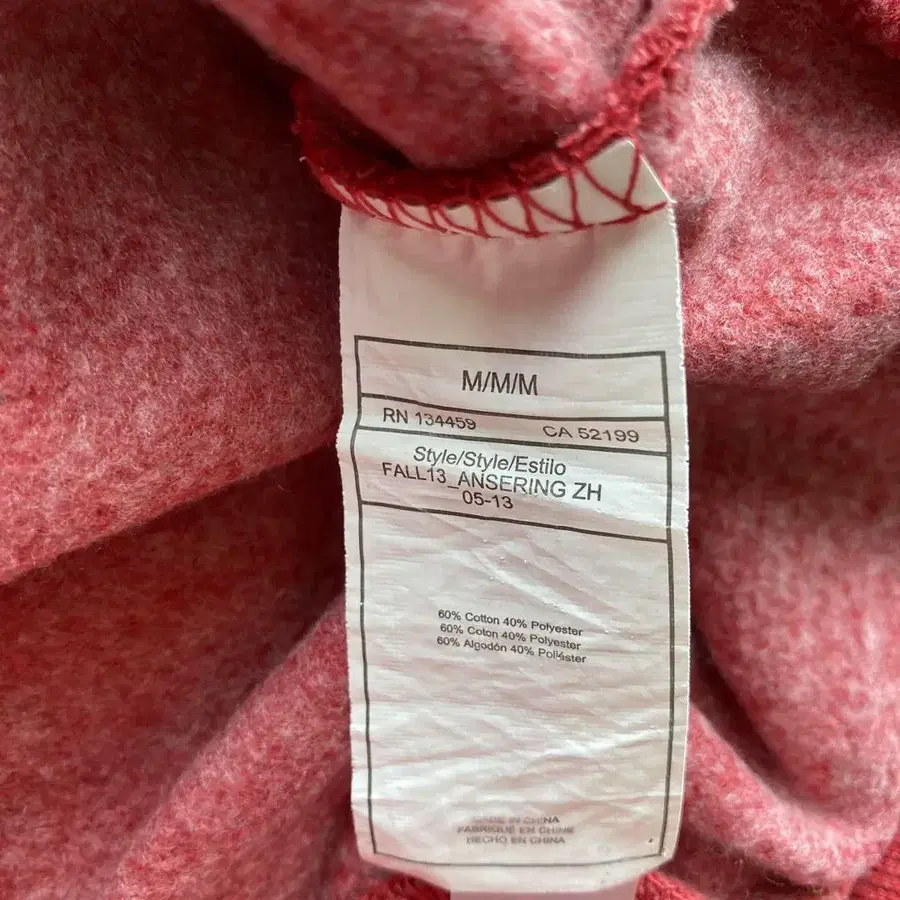 M/M/M
RN 134459 CA 52199
Style/Style/Estilo
FALL13_ANSERING ZH
05-13
60% Cotton 40% Polyester
60% Coton 40% Polyester
60% Algodón 40% Poliéster
MADE IN CHINA
FABRIQUÉ EN CHINE
HECHO EN CHINA